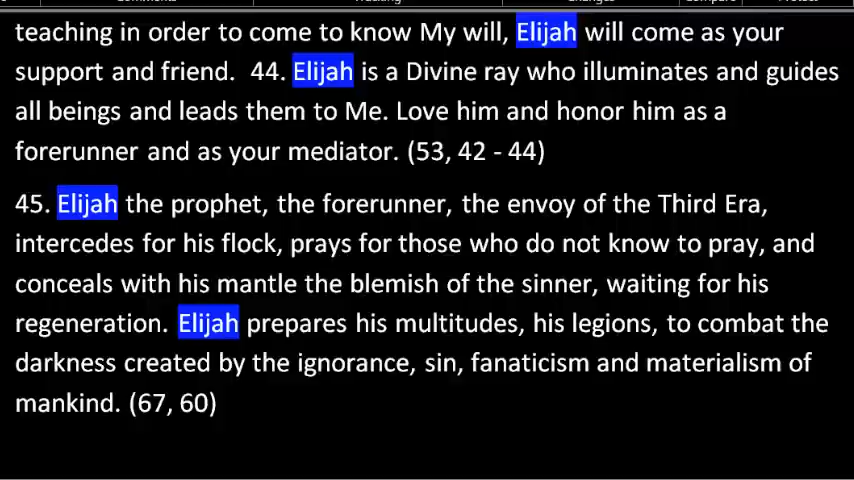 teaching in order to come to know My will, Elijah will come as your
support and friend.  44. Elijah is a Divine ray who illuminates and guides
all beings and leads them to Me. Love him and honor him as a
forerunner and as your mediator. (53, 42 - 44)
45. Elijah the prophet, the forerunner, the envoy of the Third Era,
intercedes for his flock, prays for those who do not know to pray, and
conceals with his mantle the blemish of the sinner, waiting for his
regeneration. Elijah prepares his multitudes, his legions, to combat the
darkness created by the ignorance, sin, fanaticism and materialism of
mankind. (67, 60)